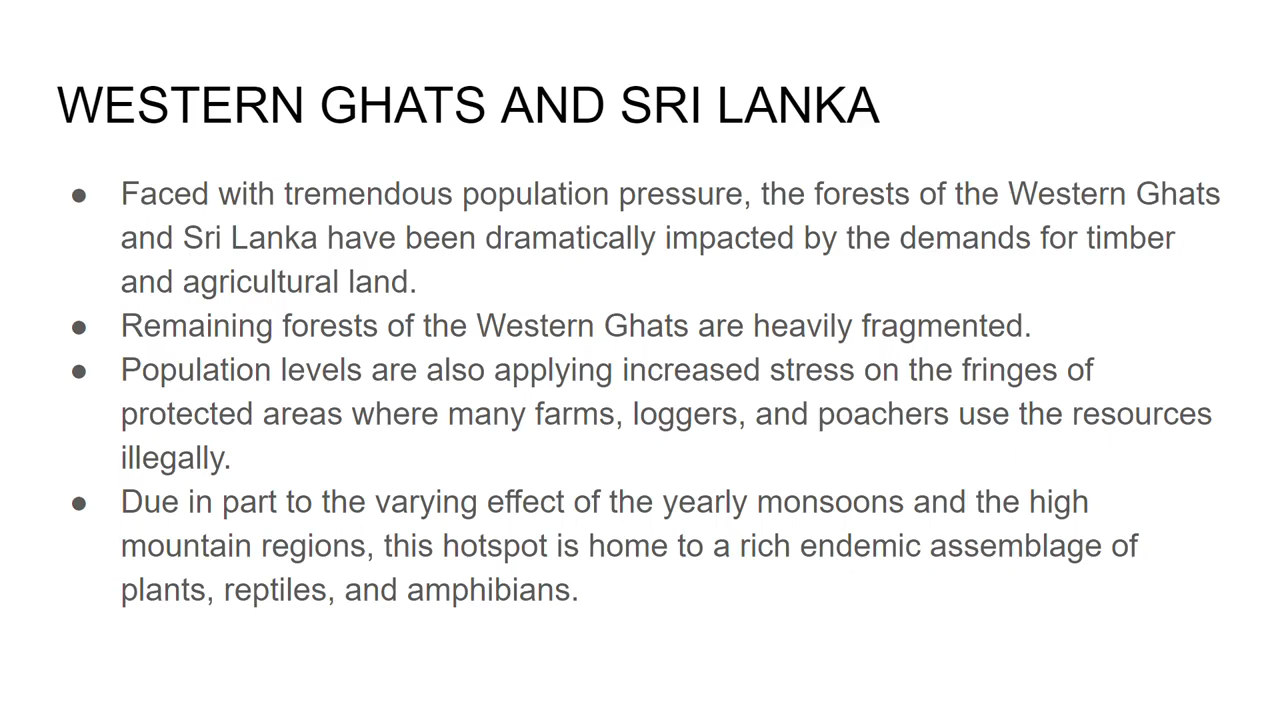 WESTERN GHATS AND SRI LANKA
● Faced with tremendous population pressure, the forests of the Western Ghats
and Sri Lanka have been dramatically impacted by the demands for timber
and agricultural land.
● Remaining forests of the Western Ghats are heavily fragmented.
● Population levels are also applying increased stress on the fringes of
protected areas where many farms, loggers, and poachers use the resources
illegally.
● Due in part to the varying effect of the yearly monsoons and the high
mountain regions, this hotspot is home to a rich endemic assemblage of
plants, reptiles, and amphibians.